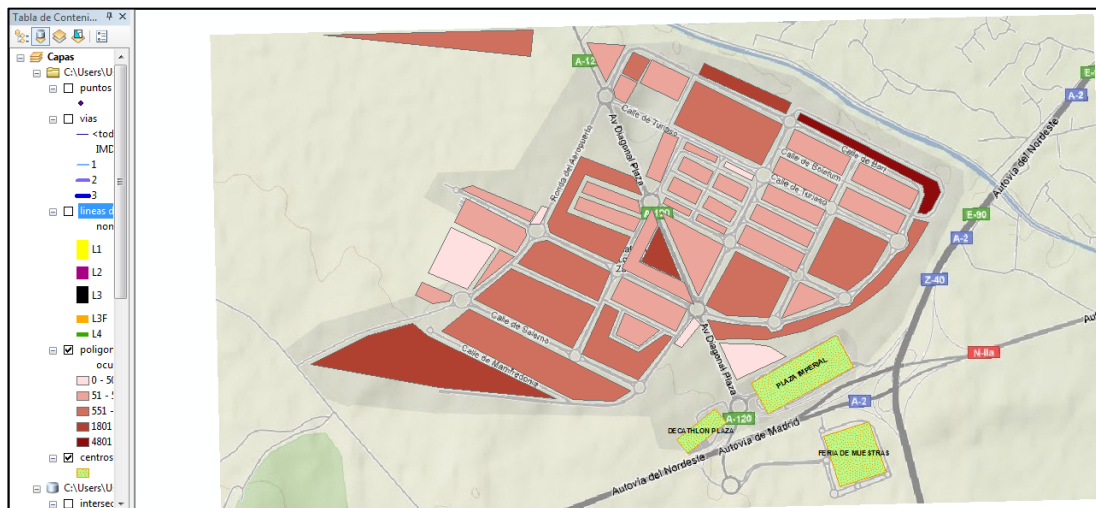 Tabla de Conteni...
Capas
C:\Users\U
puntos
vias
<tod
IMD
1
2
3
lineas d
non
L1
L2
L3
L3F
L4
poligor
ocu
0 - 50
51 - 5
551 -
1801
4801
centros
C:\Users\U
intersec
A-12
Calle de Turiaso
Av Diagonal Plaza
Ronda del Aeropuerto
Calle de Bari
Calle de Boletum
Calle de Turiaso
A-120
Calle de Salerno
Calle de Manfredonia
Av Diagonal Plaza
PLAZA IMPERIAL
DECATHLON PLAZA
A-120
FERIA DE MUESTRAS
Autovía del Nordeste
Autovía de Madrid
A-2
N-IIa
Z-40
A-2
E-90
Autovía del Nordeste
A-2
E-
Aut